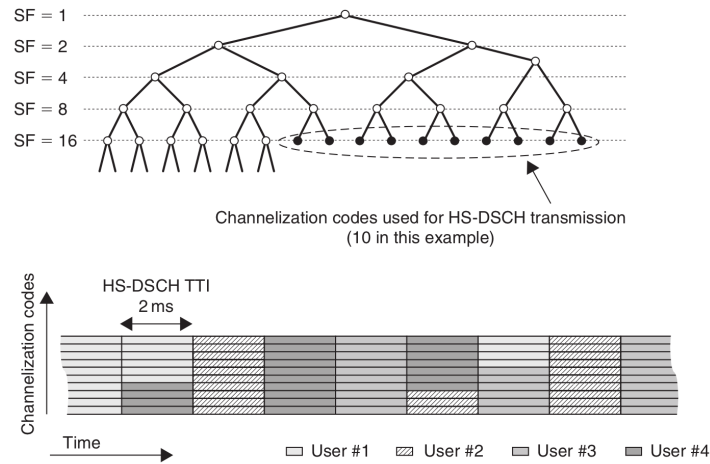 SF = 1
SF = 2
SF = 4
SF = 8
SF = 16
Channelization codes used for HS-DSCH transmission
(10 in this example)
HS-DSCH TTI
2 ms
Channelization codes
Time
User #1
User #2
User #3
User #4